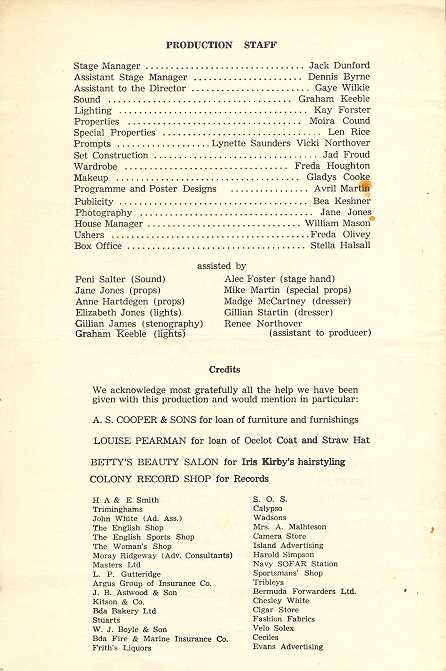 PRODUCTION STAFF
Stage Manager ................................ Jack Dunford
Assistant Stage Manager ...................... Dennis Byrne
Assistant to the Director ...................... Gaye Wilkie
Sound ...................................... Graham Keeble
Lighting ...................................... Kay Forster
Properties .................................. Moira Cound
Special Properties ................................ Len Rice
Prompts ...................Lynette Saunders Vicki Northover
Set Construction ................................. Jad Froud
Wardrobe ................................. Freda Houghton
Makeup ...................................... Gladys Cooke
Programme and Poster Designs ................ Avril Martin
Publicity ........................................ Bea Keshner
Photography .................................... Jane Jones
House Manager ................................ William Mason
Ushers ........................................Freda Olivey
Box Office ..................................... Stella Halsall
assisted by
Peni Salter (Sound) Alec Foster (stage hand)
Jane Jones (props) Mike Martin (special props)
Anne Hartdegen (props) Madge McCartney (dresser)
Elizabeth Jones (lights) Gillian Startin (dresser)
Gillian James (stenography) Renee Northover
Graham Keeble (lights) (assistant to producer)
Credits
We acknowledge most gratefully all the help we have been
given with this production and would mention in particular:
A. S. COOPER & SONS for loan of furniture and furnishings
LOUISE PEARMAN for loan of Ocelot Coat and Straw Hat
BETTY'S BEAUTY SALON for Iris Kirby's hairstyling
COLONY RECORD SHOP for Records
H A & E. Smith
Triminghams
John White (Ad. Ass.)
The English Shop
The English Sports Shop
The Woman's Shop
Moray Ridgeway (Adv. Consultants)
Masters Ltd
L. P. Gutteridge
Argus Group of Insurance Co.
J. B. Astwood & Son
Kitson & Co.
Bda Bakery Ltd
Stuarts
W. J. Boyle & Son
Bda Fire & Marine Insurance Co.
Frith's Liquors
S. O. S.
Calypso
Wadsons
Mrs. A. Malhteson
Camera Store
Island Advertising
Harold Simpson
Navy SOFAR Station
Sportsmans' Shop
Tribleys
Bermuda Forwarders Ltd.
Chesley White
Cigar Store
Fashion Fabrics
Velo Solex
Ceciles
Evans Advertising